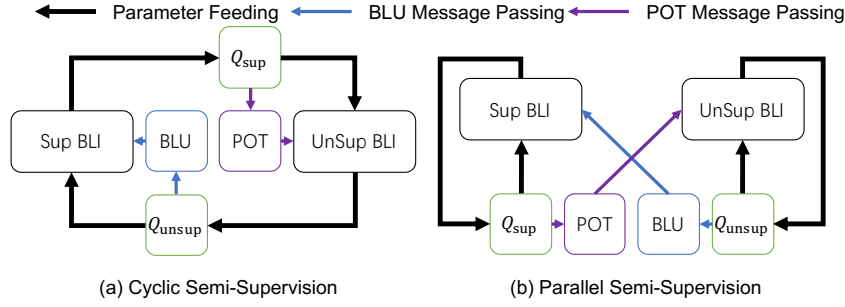 Parameter Feeding BLU Message Passing POT Message Passing
Q_sup
Sup BLI BLU POT UnSup BLI
Q_unsup
(a) Cyclic Semi-Supervision
Sup BLI UnSup BLI
Q_sup POT BLU Q_unsup
(b) Parallel Semi-Supervision